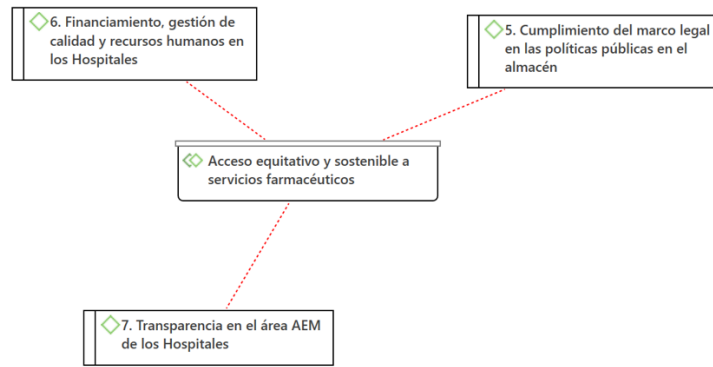 6. Financiamiento, gestión de
calidad y recursos humanos en
los Hospitales
5. Cumplimiento del marco legal
en las políticas públicas en el
almacén
Acceso equitativo y sostenible a
servicios farmacéuticos
7. Transparencia en el área AEM
de los Hospitales